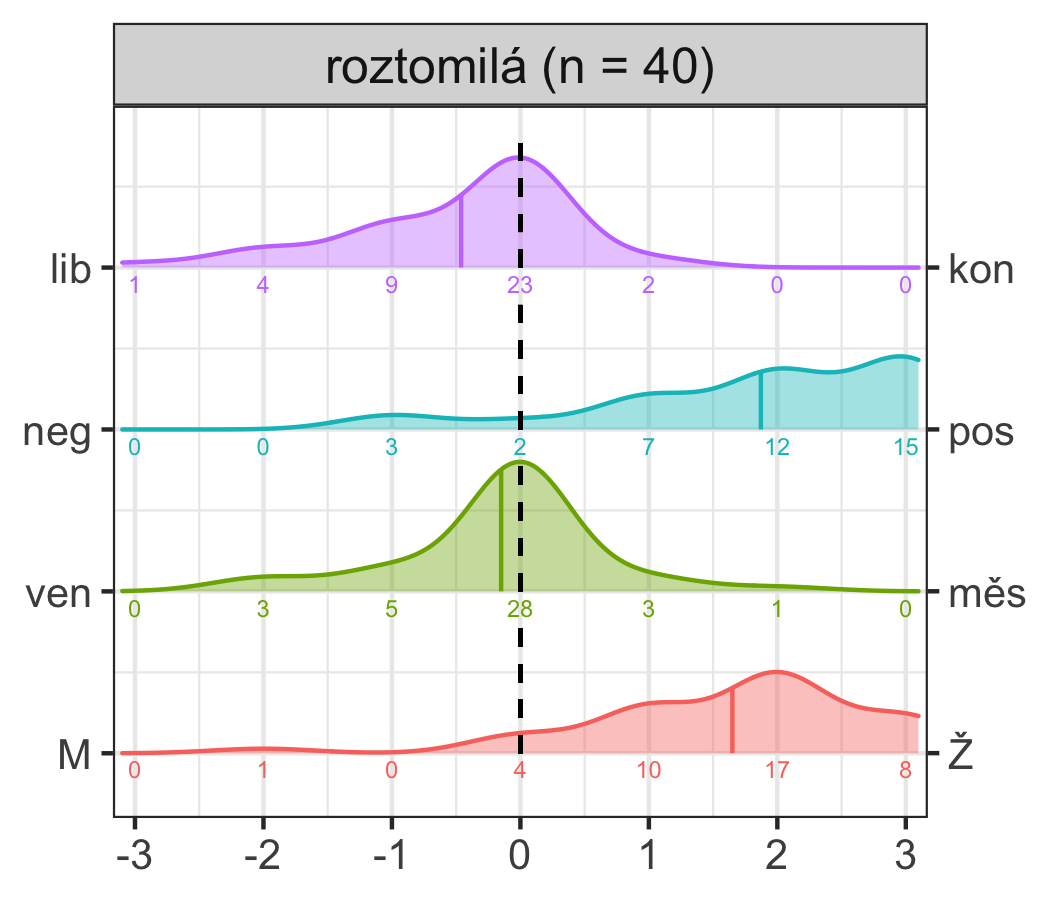 roztomilá (n = 40)
lib kon
1 4 9 23 2 0 0
neg pos
0 0 3 2 7 12 15
ven měs
0 3 5 28 3 1 0
M Ž
0 1 0 4 10 17 8
-3 -2 -1 0 1 2 3